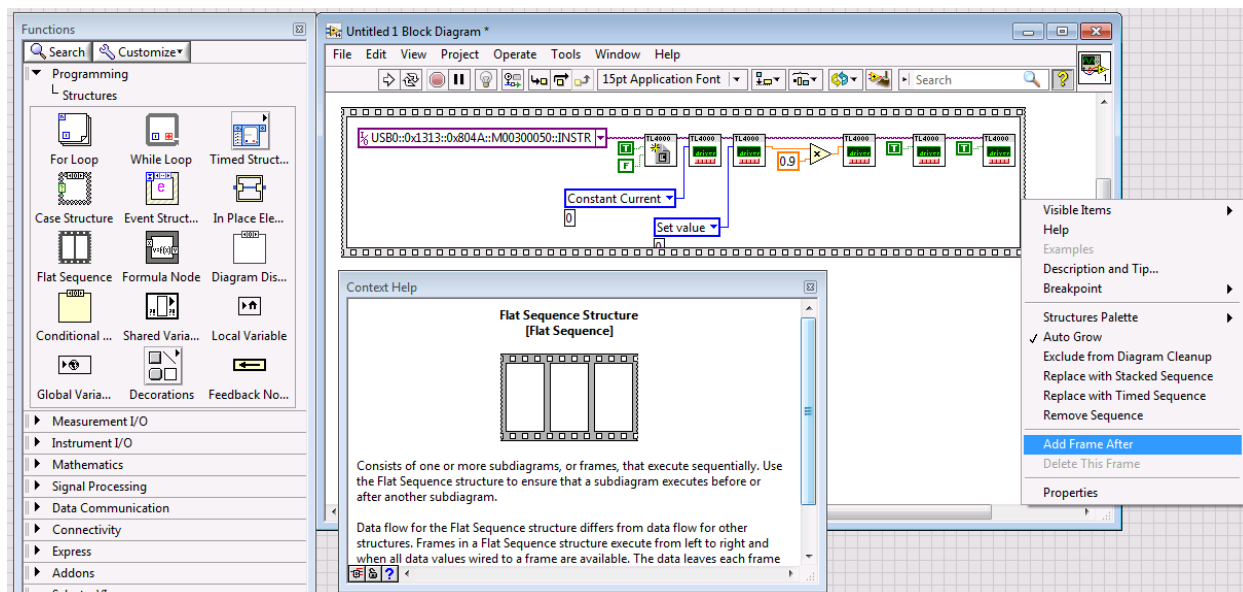 Functions
Search Customize
Programming
Structures
For Loop While Loop Timed Struct...
Case Structure Event Struct... In Place Ele...
Flat Sequence Formula Node Diagram Dis...
Conditional ... Shared Varia... Local Variable
Global Varia... Decorations Feedback No...
Measurement I/O
Instrument I/O
Mathematics
Signal Processing
Data Communication
Connectivity
Express
Addons
Untitled 1 Block Diagram *
File Edit View Project Operate Tools Window Help
15pt Application Font Search
USB0::0x1313::0x804A::M00300050::INSTR
TL4000 TL4000 TL4000 TL4000 TL4000 TL4000
T
F
0.9
T
T
Constant Current
0
Set value
Context Help
Flat Sequence Structure
[Flat Sequence]
Consists of one or more subdiagrams, or frames, that execute sequentially. Use
the Flat Sequence structure to ensure that a subdiagram executes before or
after another subdiagram.
Data flow for the Flat Sequence structure differs from data flow for other
structures. Frames in a Flat Sequence structure execute from left to right and
when all data values wired to a frame are available. The data leaves each frame
Visible Items
Help
Examples
Description and Tip...
Breakpoint
Structures Palette
Auto Grow
Exclude from Diagram Cleanup
Replace with Stacked Sequence
Replace with Timed Sequence
Remove Sequence
Add Frame After
Delete This Frame
Properties